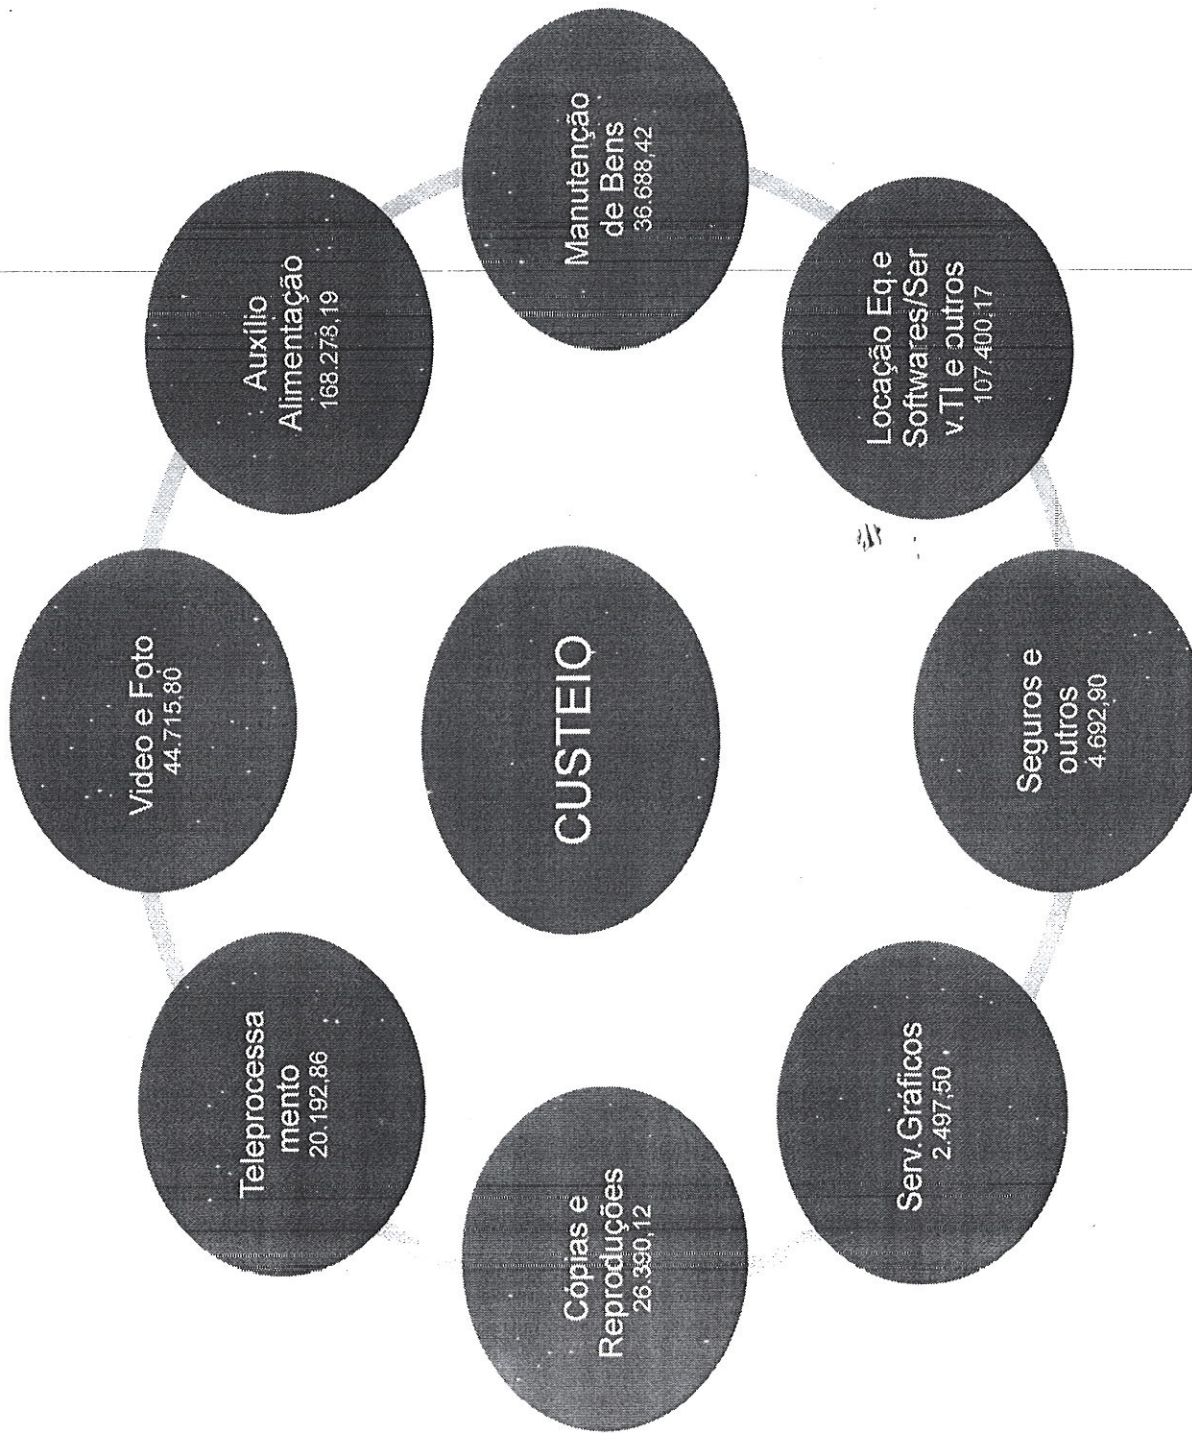 Video e Foto
44.715,80
Auxílio
Alimentação
168.278,19
Manutenção
de Bens
36.688,42
Locação Eq.e
Softwares/Ser
v.TI e outros
107.400,17
Seguros e
outros
4.692,90
Serv.Gráficos
2.497,50
Cópias e
Reproduções
26.390,12
Teleprocessa
mento
20.192,86
CUSTEIO